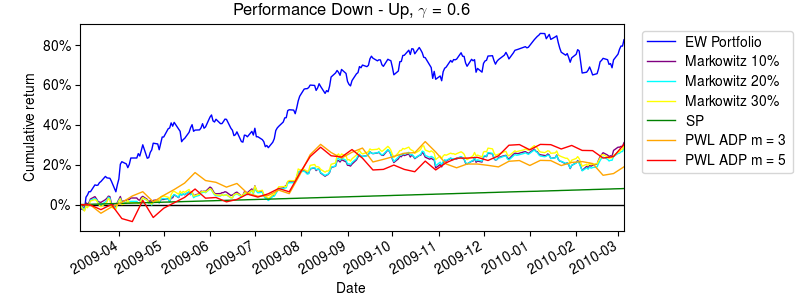 Performance Down - Up, γ = 0.6
Cumulative return
80%
60%
40%
20%
0%
2009-04
2009-05
2009-06
2009-07
2009-08
2009-09
2009-10
2009-11
2009-12
2010-01
2010-02
2010-03
Date
EW Portfolio
Markowitz 10%
Markowitz 20%
Markowitz 30%
SP
PWL ADP m = 3
PWL ADP m = 5